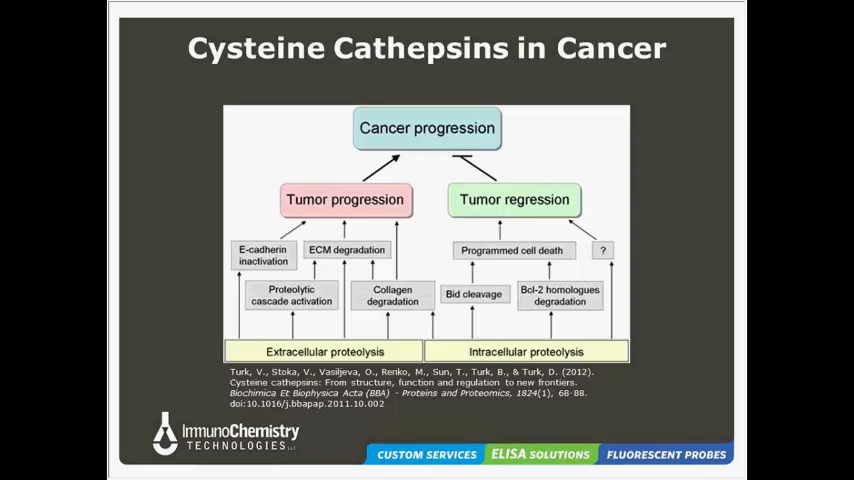 Cysteine Cathepsins in Cancer
Cancer progression
Tumor progression
Tumor regression
E-cadherin
inactivation
ECM degradation
Programmed cell death
?
Proteolytic
cascade activation
Collagen
degradation
Bid cleavage
Bcl-2 homologues
degradation
Extracellular proteolysis
Intracellular proteolysis
Turk, V., Stoka, V., Vasiljeva, O., Renko, M., Sun, T., Turk, B., & Turk, D. (2012).
Cysteine cathepsins: From structure, function and regulation to new frontiers.
Biochimica Et Biophysica Acta (BBA) - Proteins and Proteomics, 1824(1), 68-88.
doi:10.1016/j.bbapap.2011.10.002
ImmunoChemistry
TECHNOLOGIES LLC
CUSTOM SERVICES
ELISA SOLUTIONS
FLUORESCENT PROBES